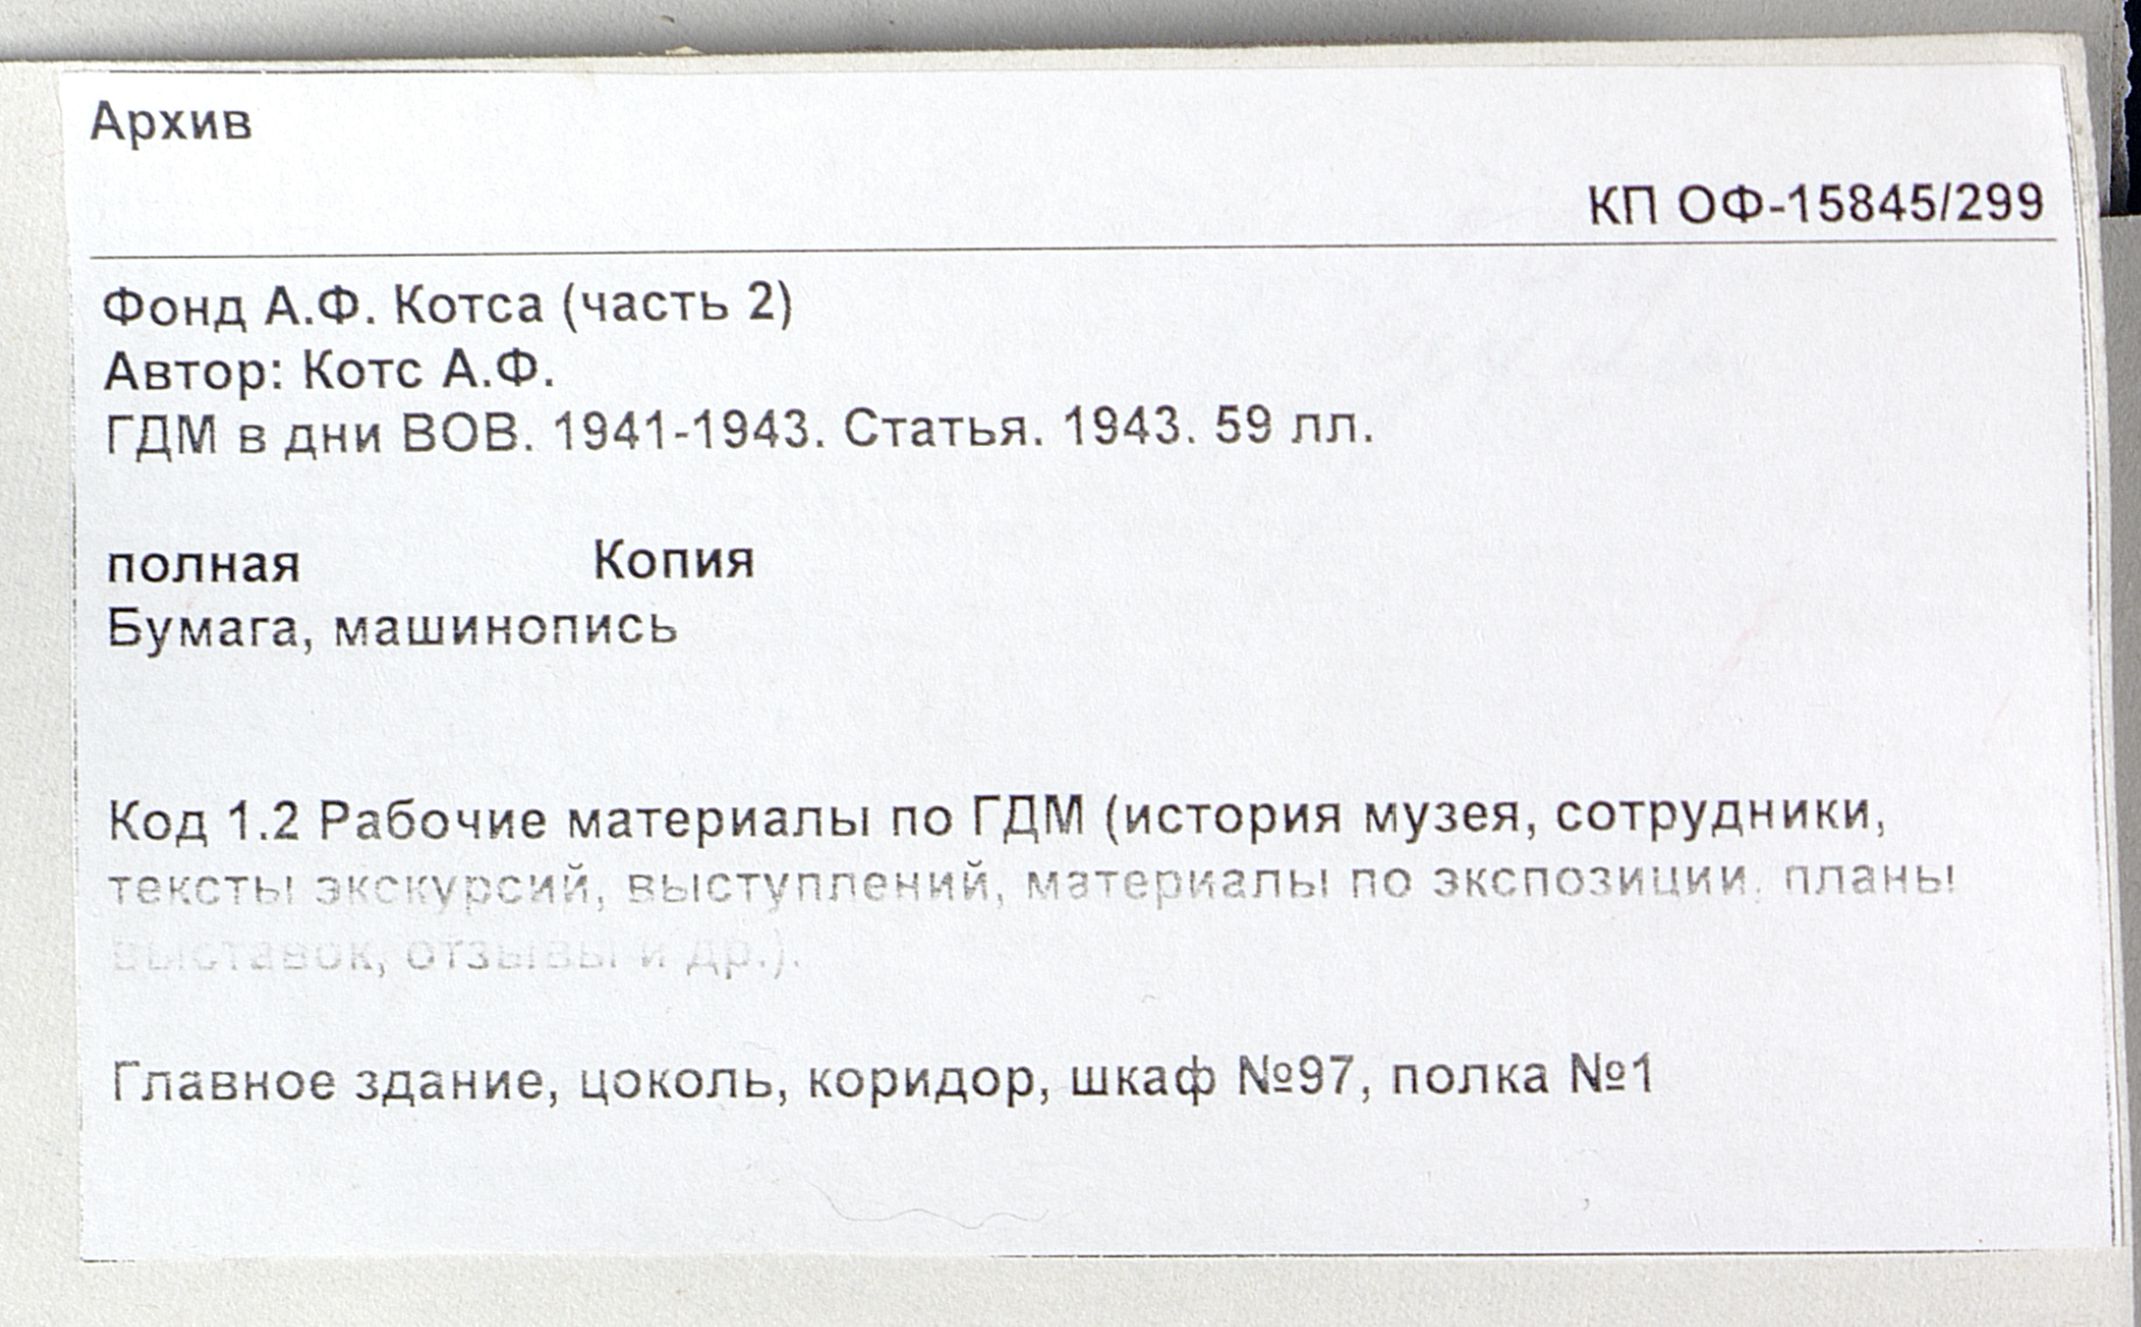 Архив
КП ОФ-15845/299
Фонд А.Ф. Котса (часть 2)
Автор: Котс А.Ф.
ГДМ в дни ВОВ. 1941-1943. Статья. 1943. 59 лл.
полная Копия
Бумага, машинопись
Код 1.2 Рабочие материалы по ГДМ (история музея, сотрудники,
тексты экскурсий, выступлений, материалы по экспозиции, планы
выставок, отзывы и др.).
Главное здание, цоколь, коридор, шкаф №97, полка №1